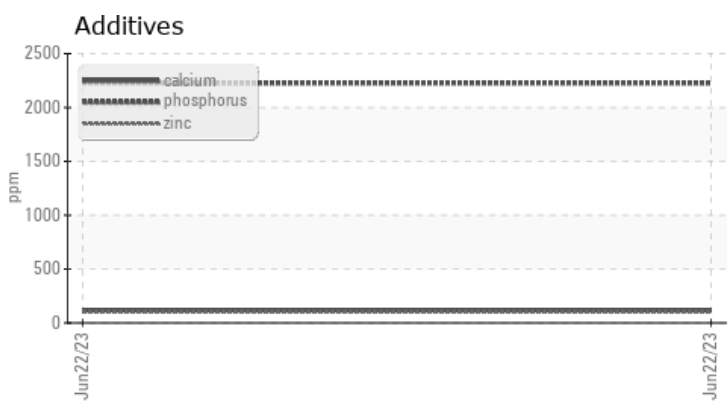 Additives
2500
calcium
phosphorus
2000
zinc
1500
ppm
1000
500
0
Jun22/23
Jun22/23